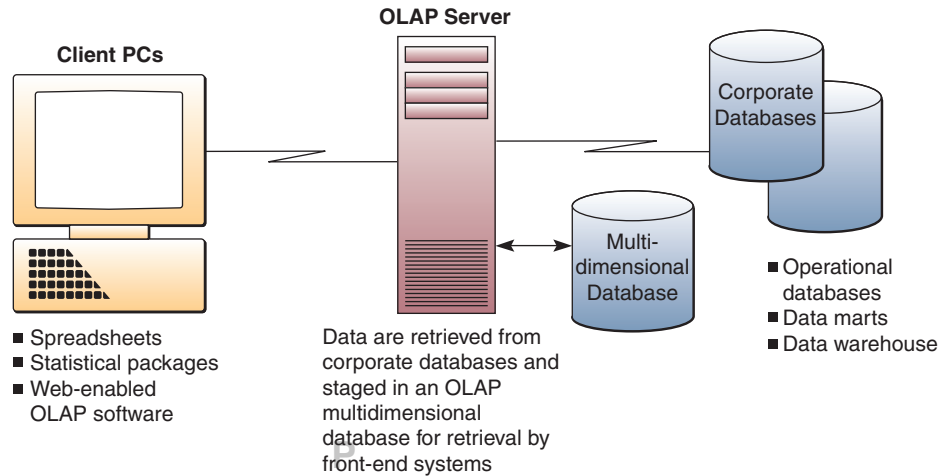 OLAP Server
Client PCs
Corporate
Databases
Multi-
dimensional
Database
■ Spreadsheets
■ Statistical packages
■ Web-enabled
OLAP software
Data are retrieved from
corporate databases and
staged in an OLAP
multidimensional
database for retrieval by
front-end systems
■ Operational
databases
■ Data marts
■ Data warehouse
P